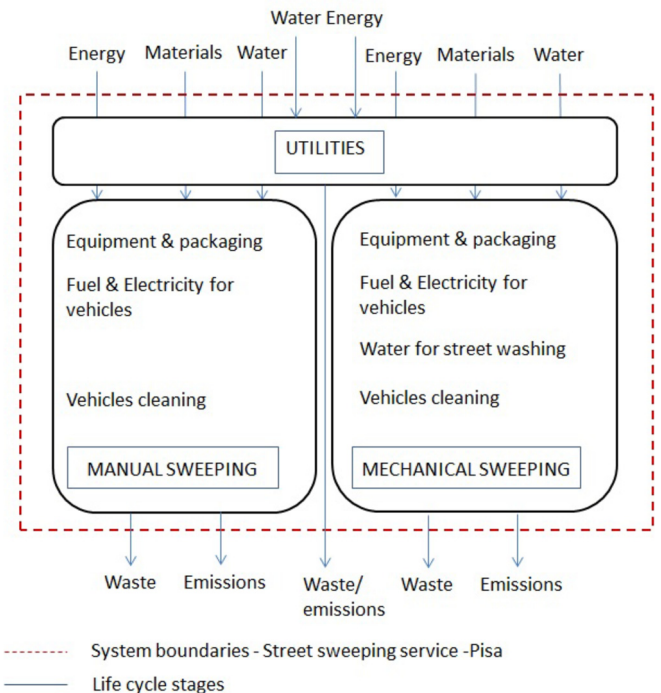 Water Energy
Energy Materials Water Energy Materials Water
UTILITIES
Equipment & packaging
Fuel & Electricity for
vehicles
Vehicles cleaning
MANUAL SWEEPING
Equipment & packaging
Fuel & Electricity for
vehicles
Water for street washing
Vehicles cleaning
MECHANICAL SWEEPING
Waste Emissions Waste/
emissions Waste Emissions
System boundaries - Street sweeping service -Pisa
Life cycle stages